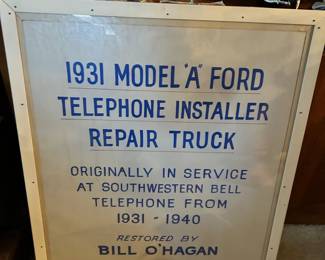 1931 MODEL "A" FORD
TELEPHONE INSTALLER
REPAIR TRUCK
ORIGINALLY IN SERVICE
AT SOUTHWESTERN BELL
TELEPHONE FROM
1931 - 1940
RESTORED BY
BILL O'HAGAN